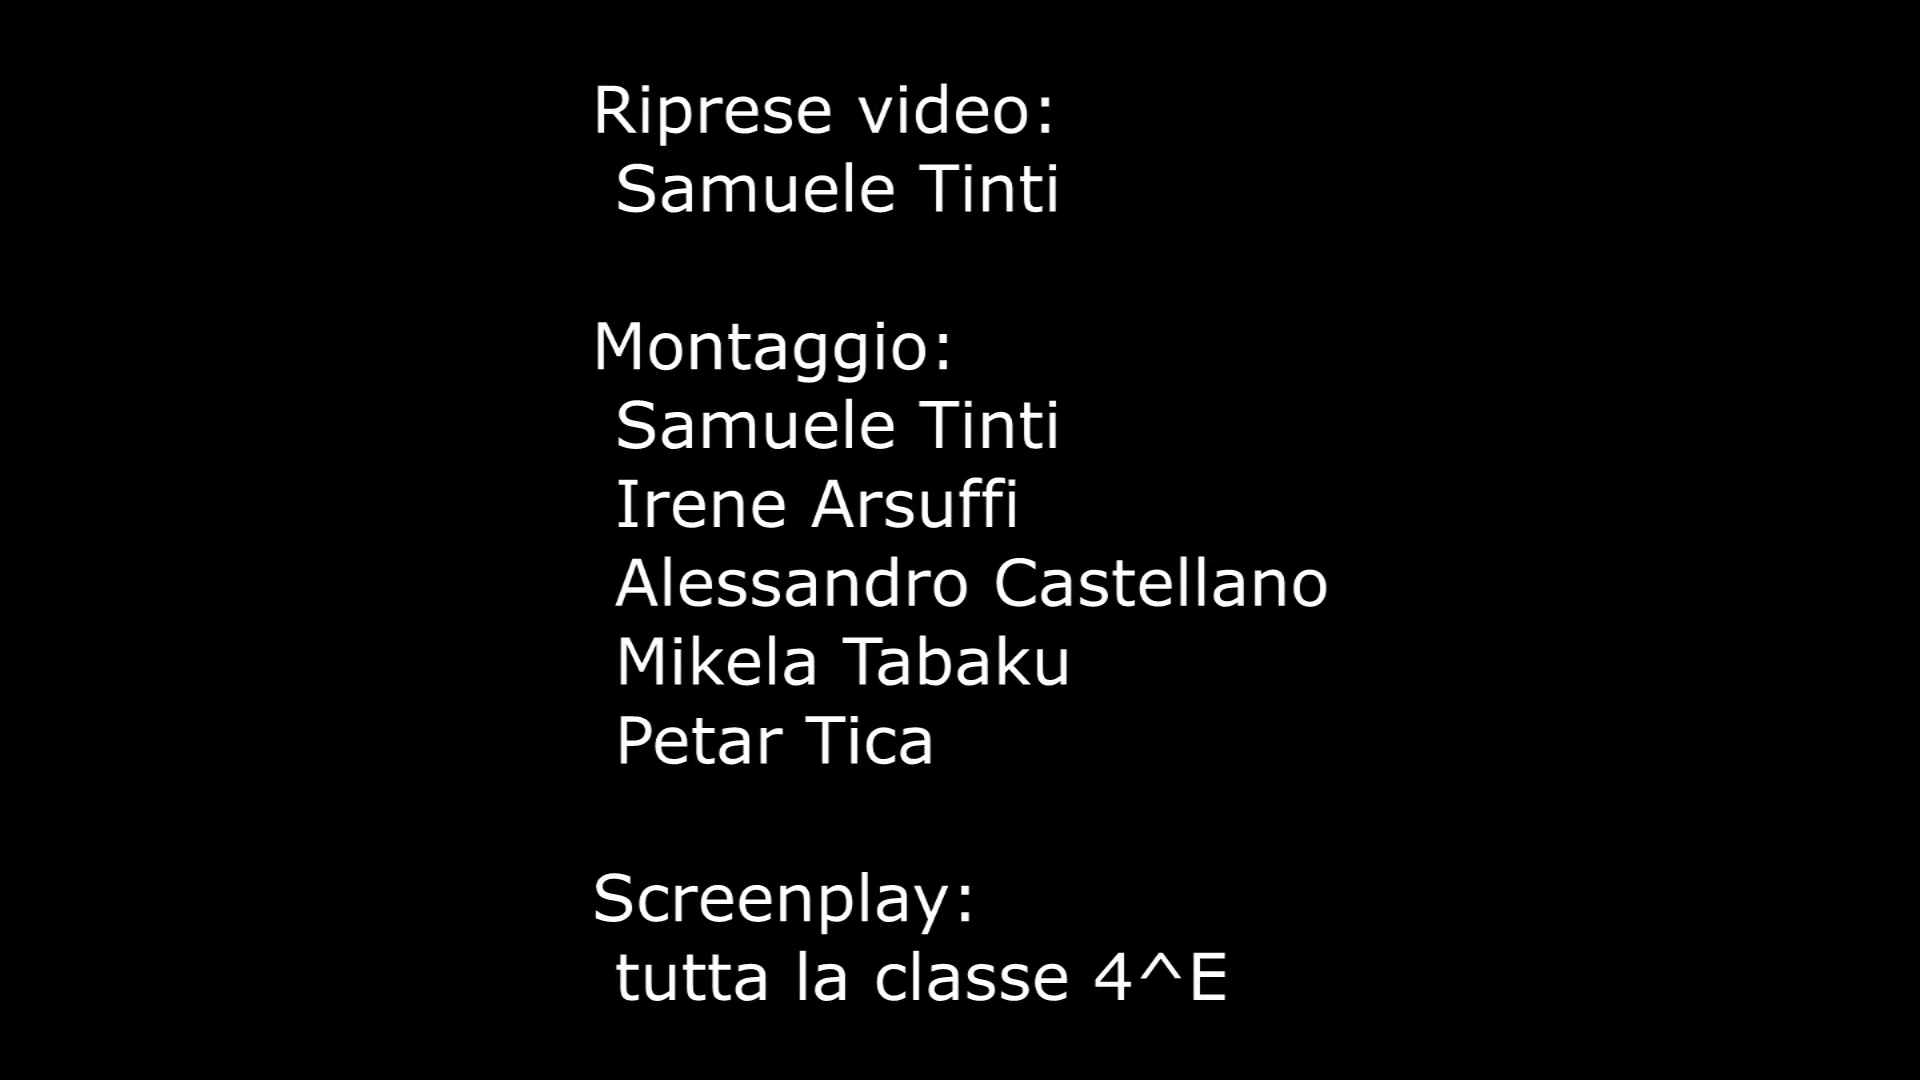 Riprese video:
Samuele Tinti
Montaggio:
Samuele Tinti
Irene Arsuffi
Alessandro Castellano
Mikela Tabaku
Petar Tica
Screenplay:
tutta la classe 4^E